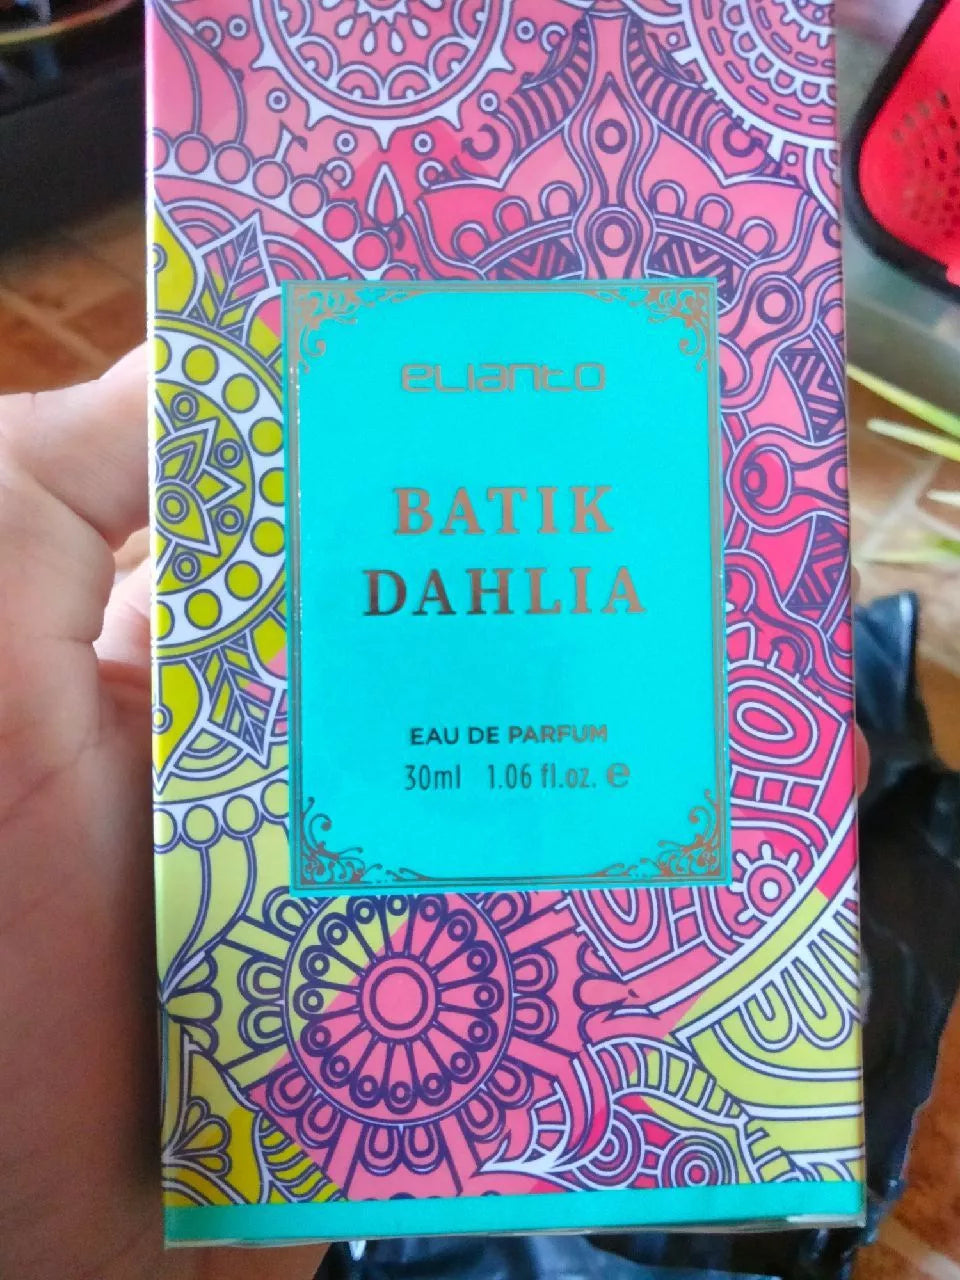 elianto
BATIK
DAHLIA
EAU DE PARFUM
30ml 1.06 fl.oz. ℮